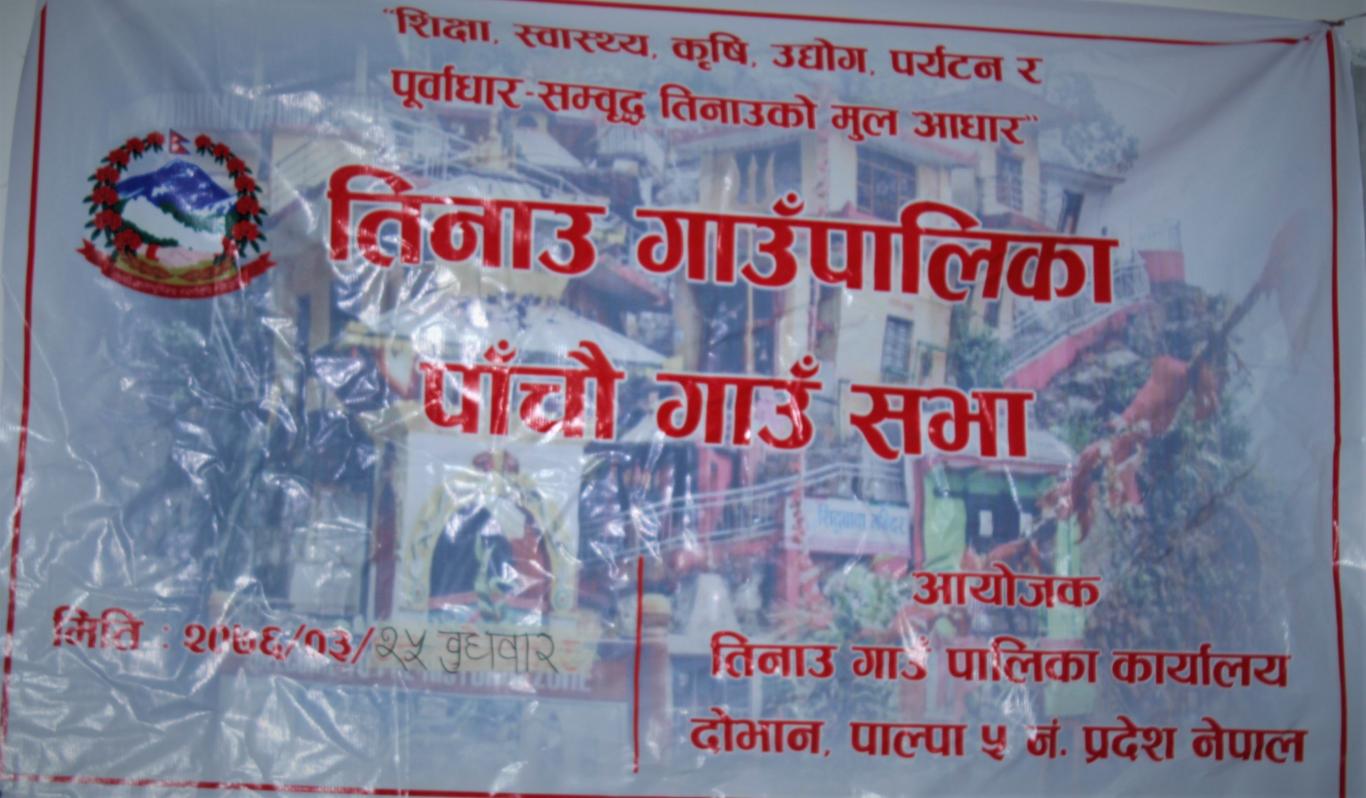 “शिक्षा, स्वास्थ्य, कृषि, उद्योग, पर्यटन र
पूर्वाधार-सम्वृद्ध तिनाउको मुल आधार”
तिनाउ गाउँपालिका
पाँचौ गाउँ सभा
मिति : २०७६/०३/२५ वुधवार
आयोजक
तिनाउ गाउँ पालिका कार्यालय
दोभान, पाल्पा ५ नं. प्रदेश नेपाल